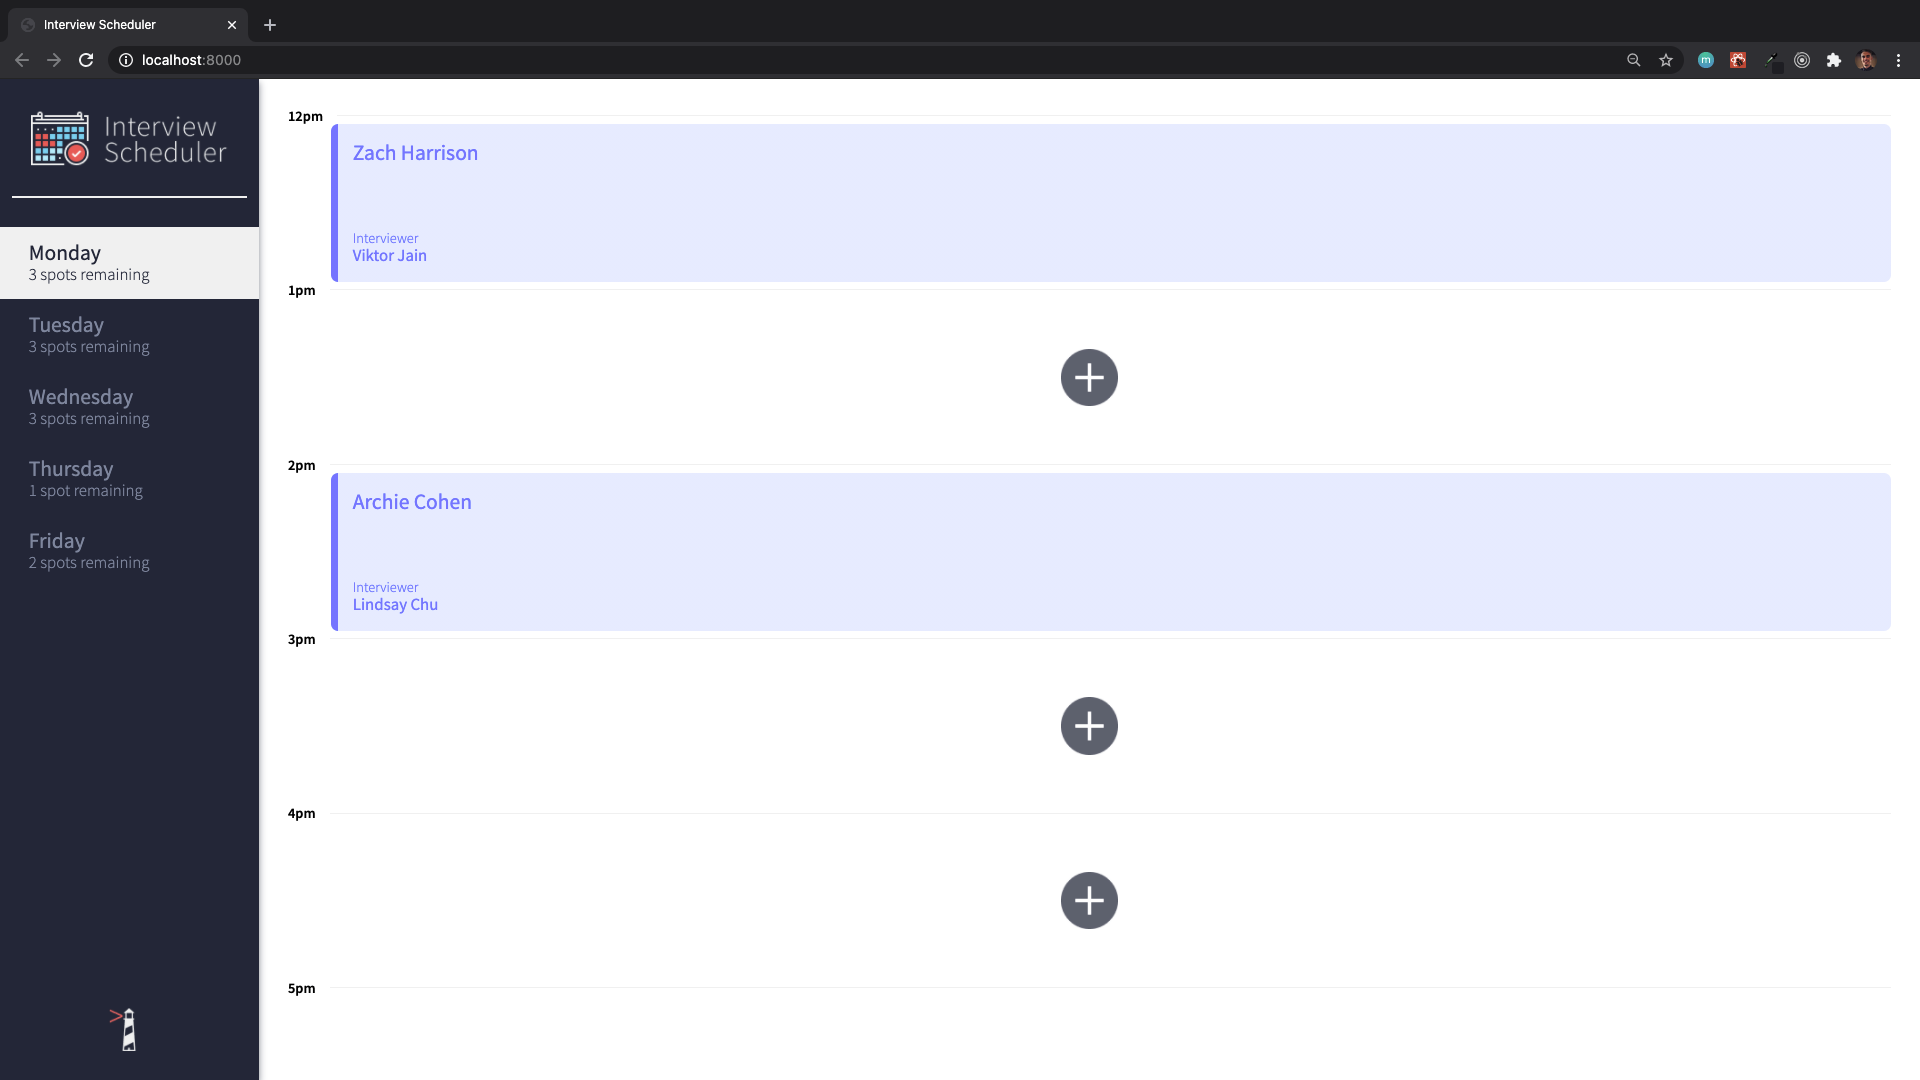 Interview Scheduler
localhost:8000
m
Interview
Scheduler
Monday
3 spots remaining
Tuesday
3 spots remaining
Wednesday
3 spots remaining
Thursday
1 spot remaining
Friday
2 spots remaining
12pm
Zach Harrison
Interviewer
Viktor Jain
1pm
2pm
Archie Cohen
Interviewer
Lindsay Chu
3pm
4pm
5pm